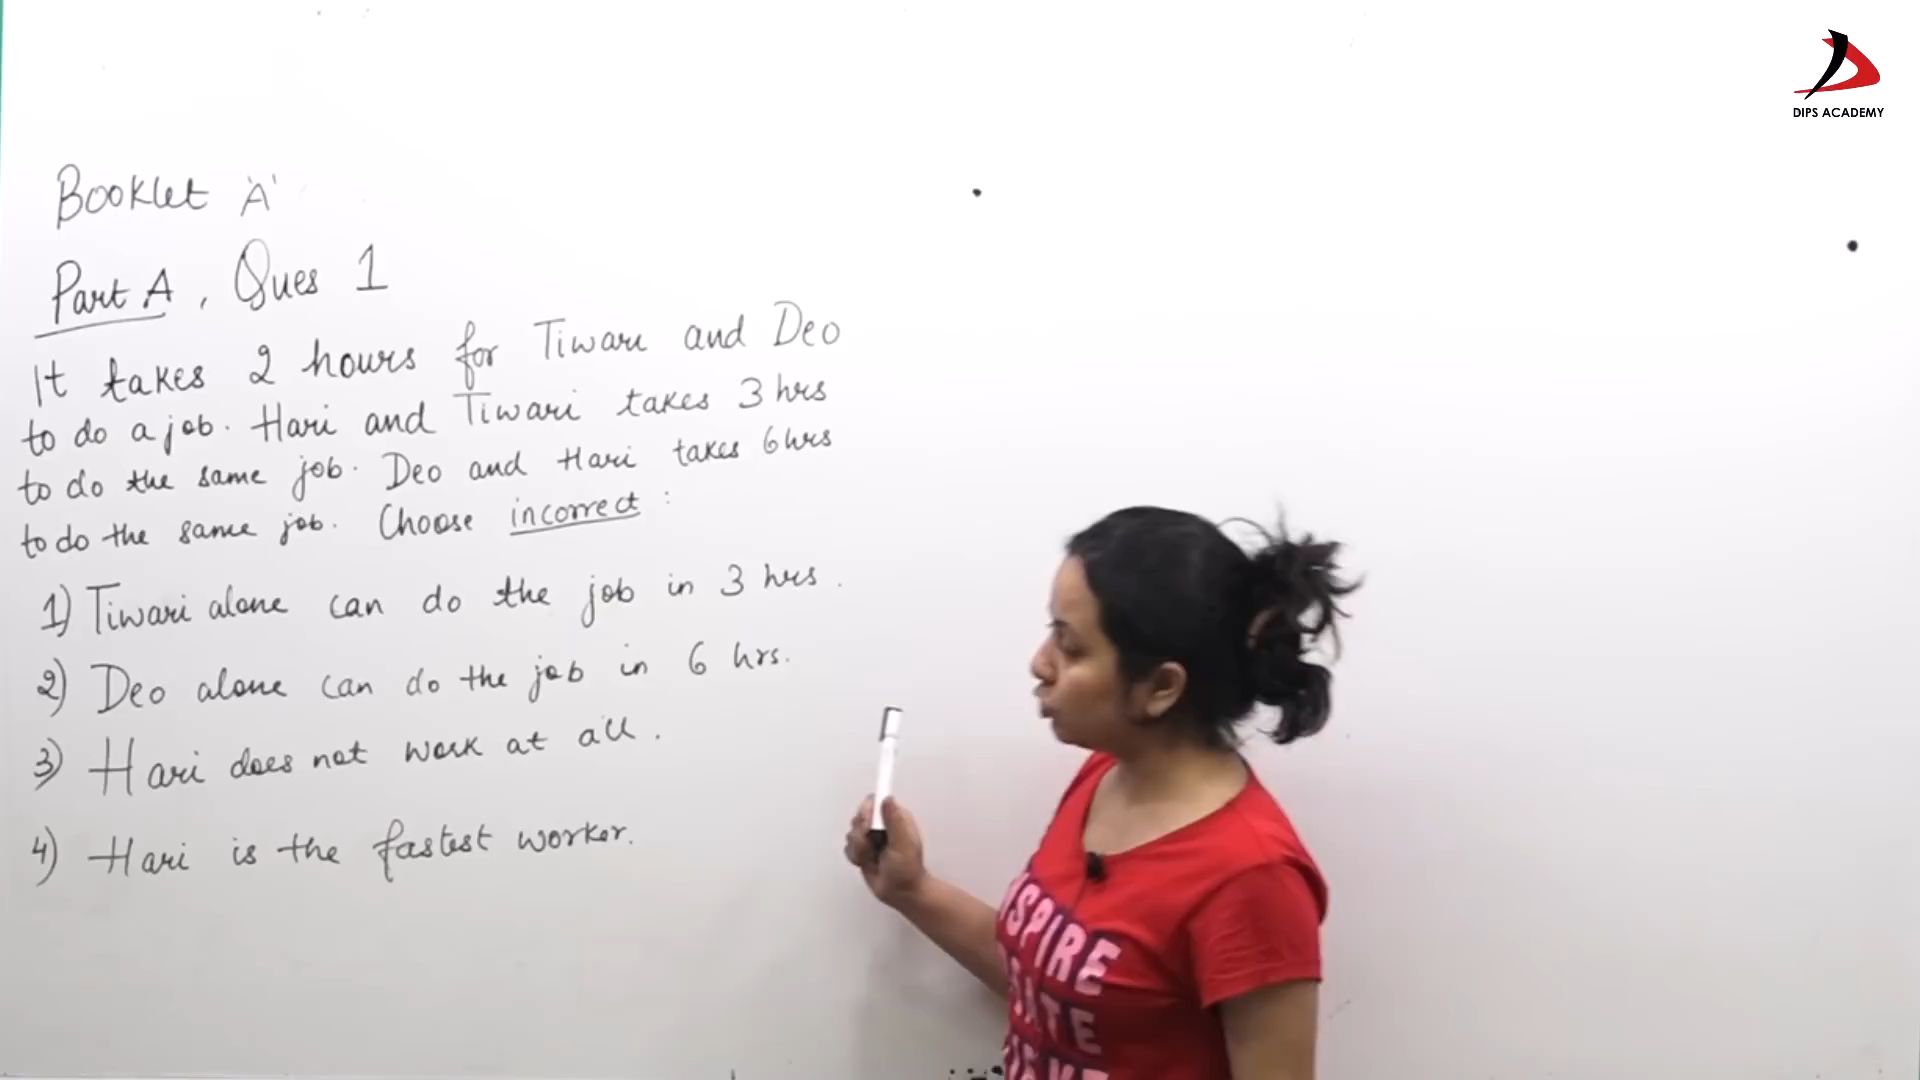 DIPS ACADEMY
Booklet 'A'
Part A, Ques 1
It takes 2 hours for Tiwari and Deo
to do a job. Hari and Tiwari takes 3 hrs
to do the same job. Deo and Hari takes 6 hrs
to do the same job. Choose incorrect :
1) Tiwari alone can do the job in 3 hrs.
2) Deo alone can do the job in 6 hrs.
3) Hari does not work at all.
4) Hari is the fastest worker.